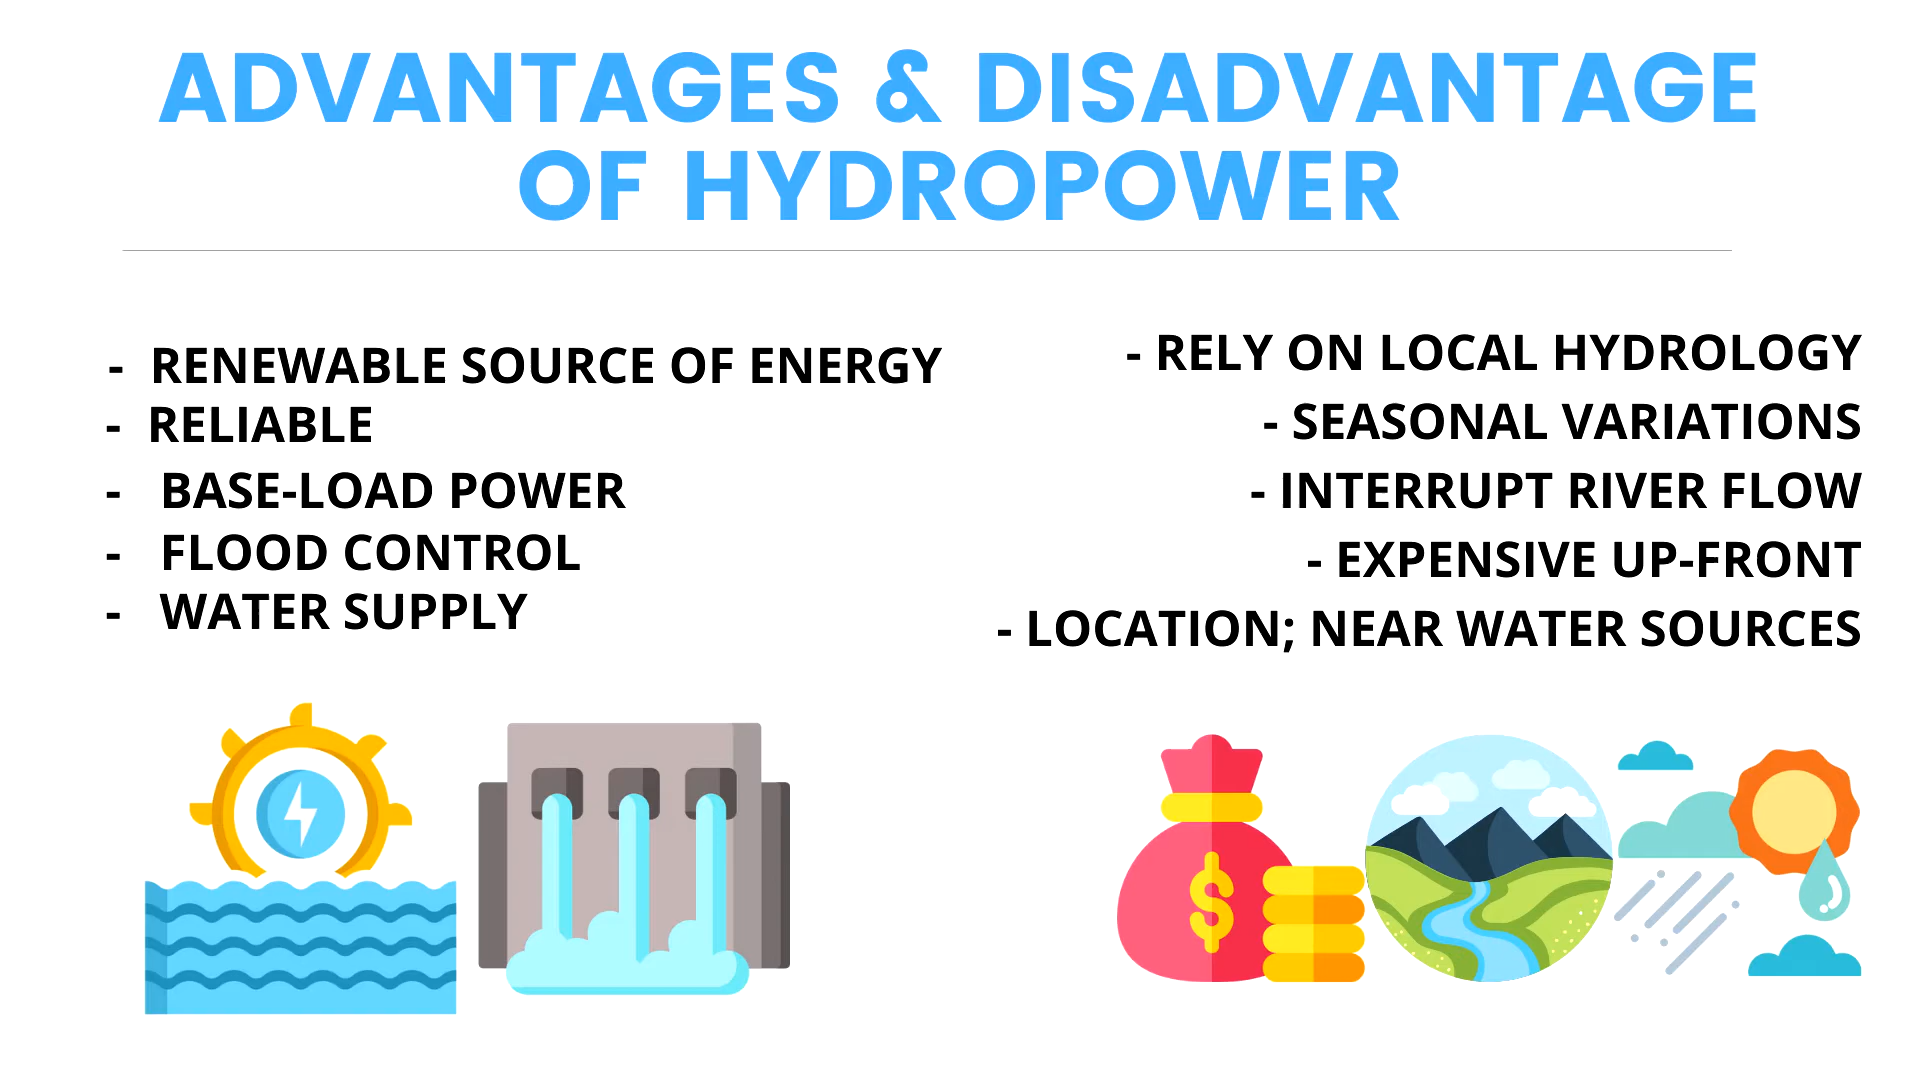 ADVANTAGES & DISADVANTAGE
OF HYDROPOWER
- RENEWABLE SOURCE OF ENERGY
- RELIABLE
- BASE-LOAD POWER
- FLOOD CONTROL
- WATER SUPPLY
- RELY ON LOCAL HYDROLOGY
- SEASONAL VARIATIONS
- INTERRUPT RIVER FLOW
- EXPENSIVE UP-FRONT
- LOCATION; NEAR WATER SOURCES
$